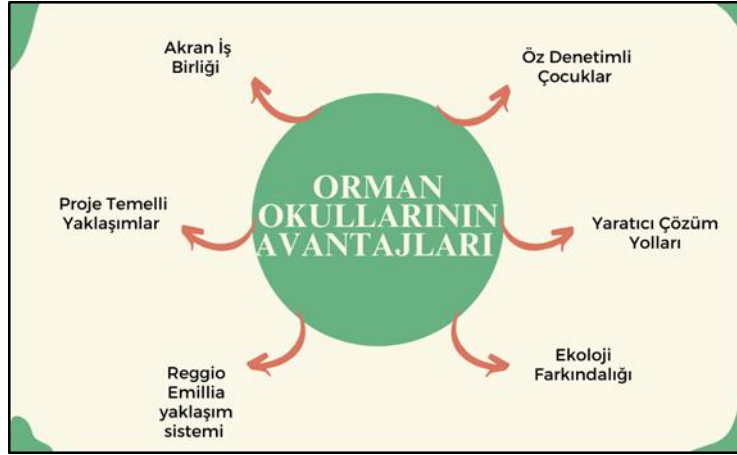 Akran İş
Birliği
Öz Denetimli
Çocuklar
ORMAN
OKULLARININ
AVANTAJLARI
Proje Temelli
Yaklaşımlar
Yaratıcı Çözüm
Yolları
Reggio
Emillia
yaklaşım
sistemi
Ekoloji
Farkındalığı